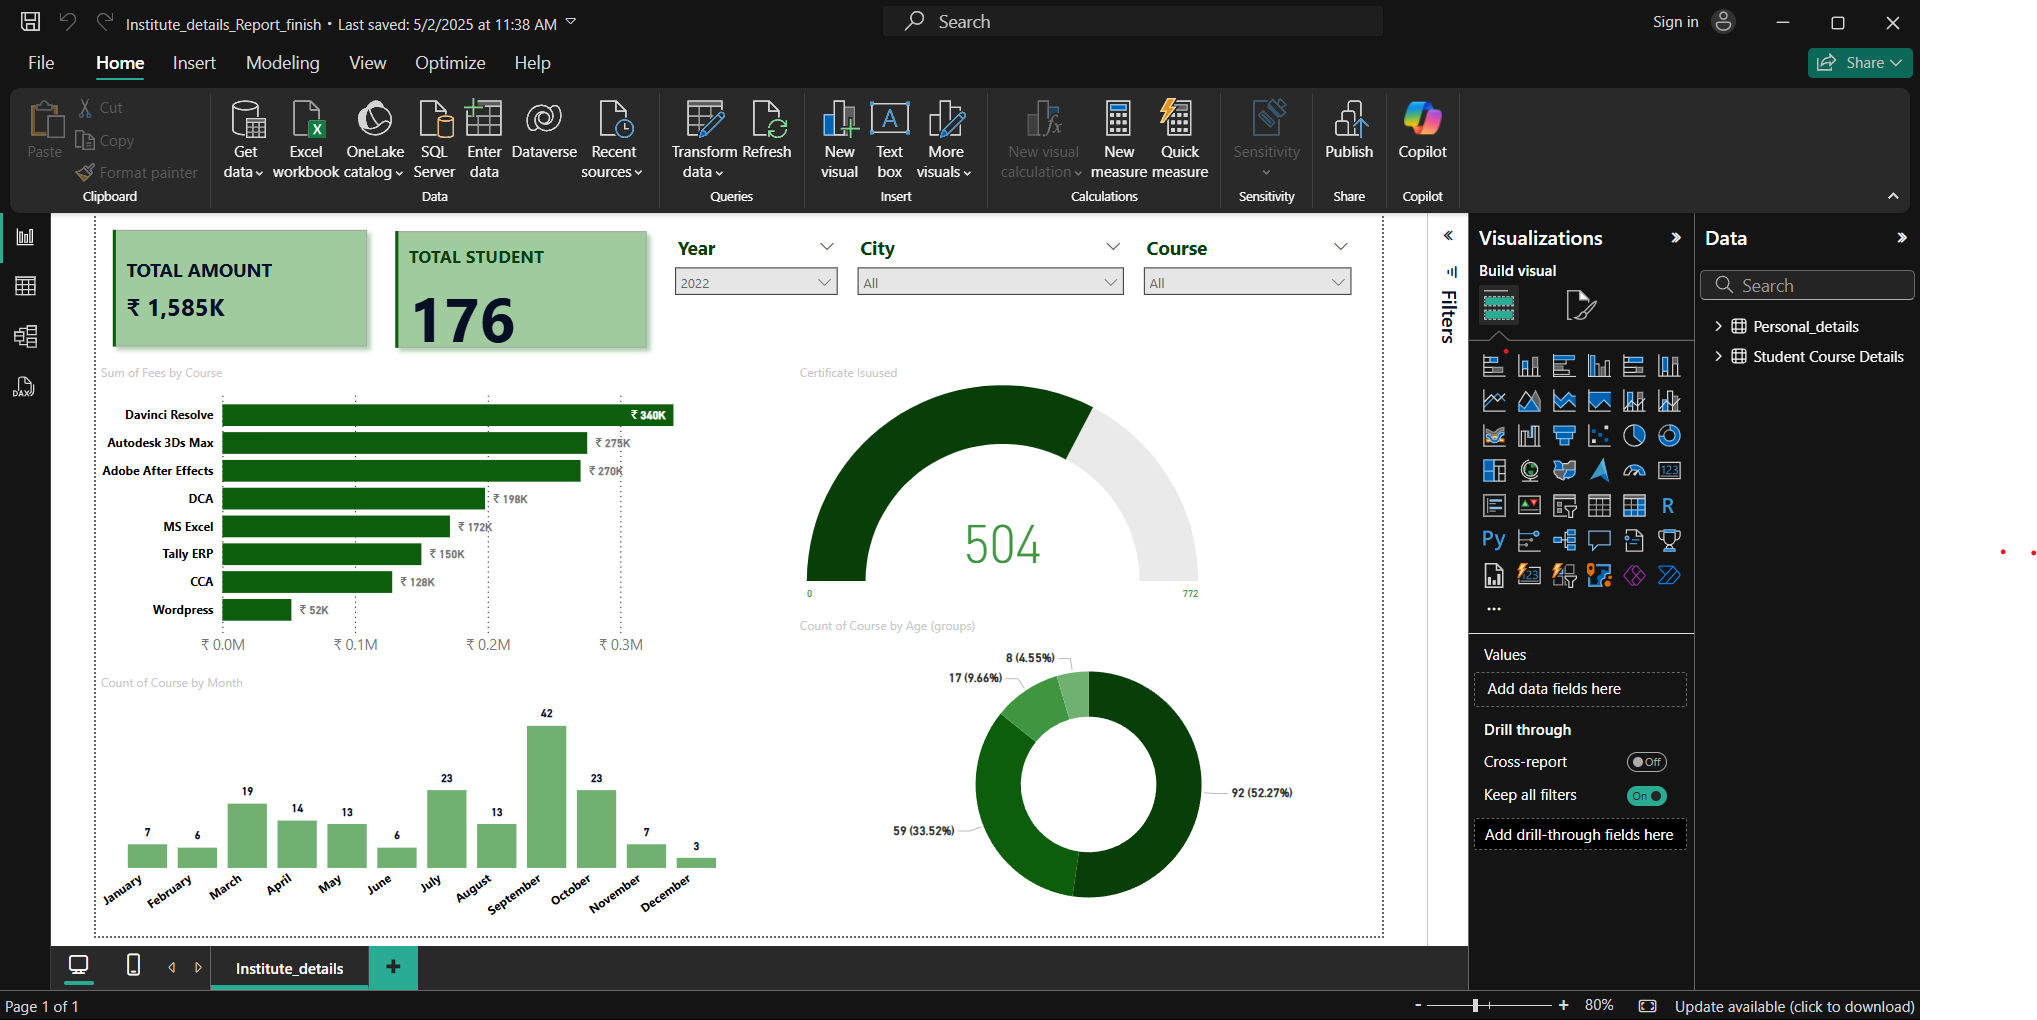 Institute_details_Report_finish • Last saved: 5/2/2025 at 11:38 AM
Search
Sign in
File Home Insert Modeling View Optimize Help
Share
Paste
Cut
Copy
Format painter
Clipboard
Get data
Excel workbook
OneLake catalog
SQL Server
Enter data
Dataverse
Recent sources
Data
Transform data
Refresh
Queries
New visual
Text box
More visuals
Insert
New visual calculation
New measure
Quick measure
Calculations
Sensitivity
Sensitivity
Publish
Share
Copilot
Copilot
TOTAL AMOUNT
₹ 1,585K
TOTAL STUDENT
176
Year
2022
City
All
Course
All
Sum of Fees by Course
Davinci Resolve ₹ 340K
Autodesk 3Ds Max ₹ 275K
Adobe After Effects ₹ 270K
DCA ₹ 198K
MS Excel ₹ 172K
Tally ERP ₹ 150K
CCA ₹ 128K
Wordpress ₹ 52K
₹ 0.0M ₹ 0.1M ₹ 0.2M ₹ 0.3M
Certificate Isuused
504
0 772
Count of Course by Month
7 6 19 14 13 6 23 13 42 23 7 3
January February March April May June July August September October November December
Count of Course by Age (groups)
8 (4.55%)
17 (9.66%)
92 (52.27%)
59 (33.52%)
Filters
Visualizations
Build visual
123
R
Py
123
...
Values
Add data fields here
Drill through
Cross-report Off
Keep all filters On
Add drill-through fields here
Data
Search
Personal_details
Student Course Details
DAX
Institute_details
+
Page 1 of 1
- + 80%
Update available (click to download)